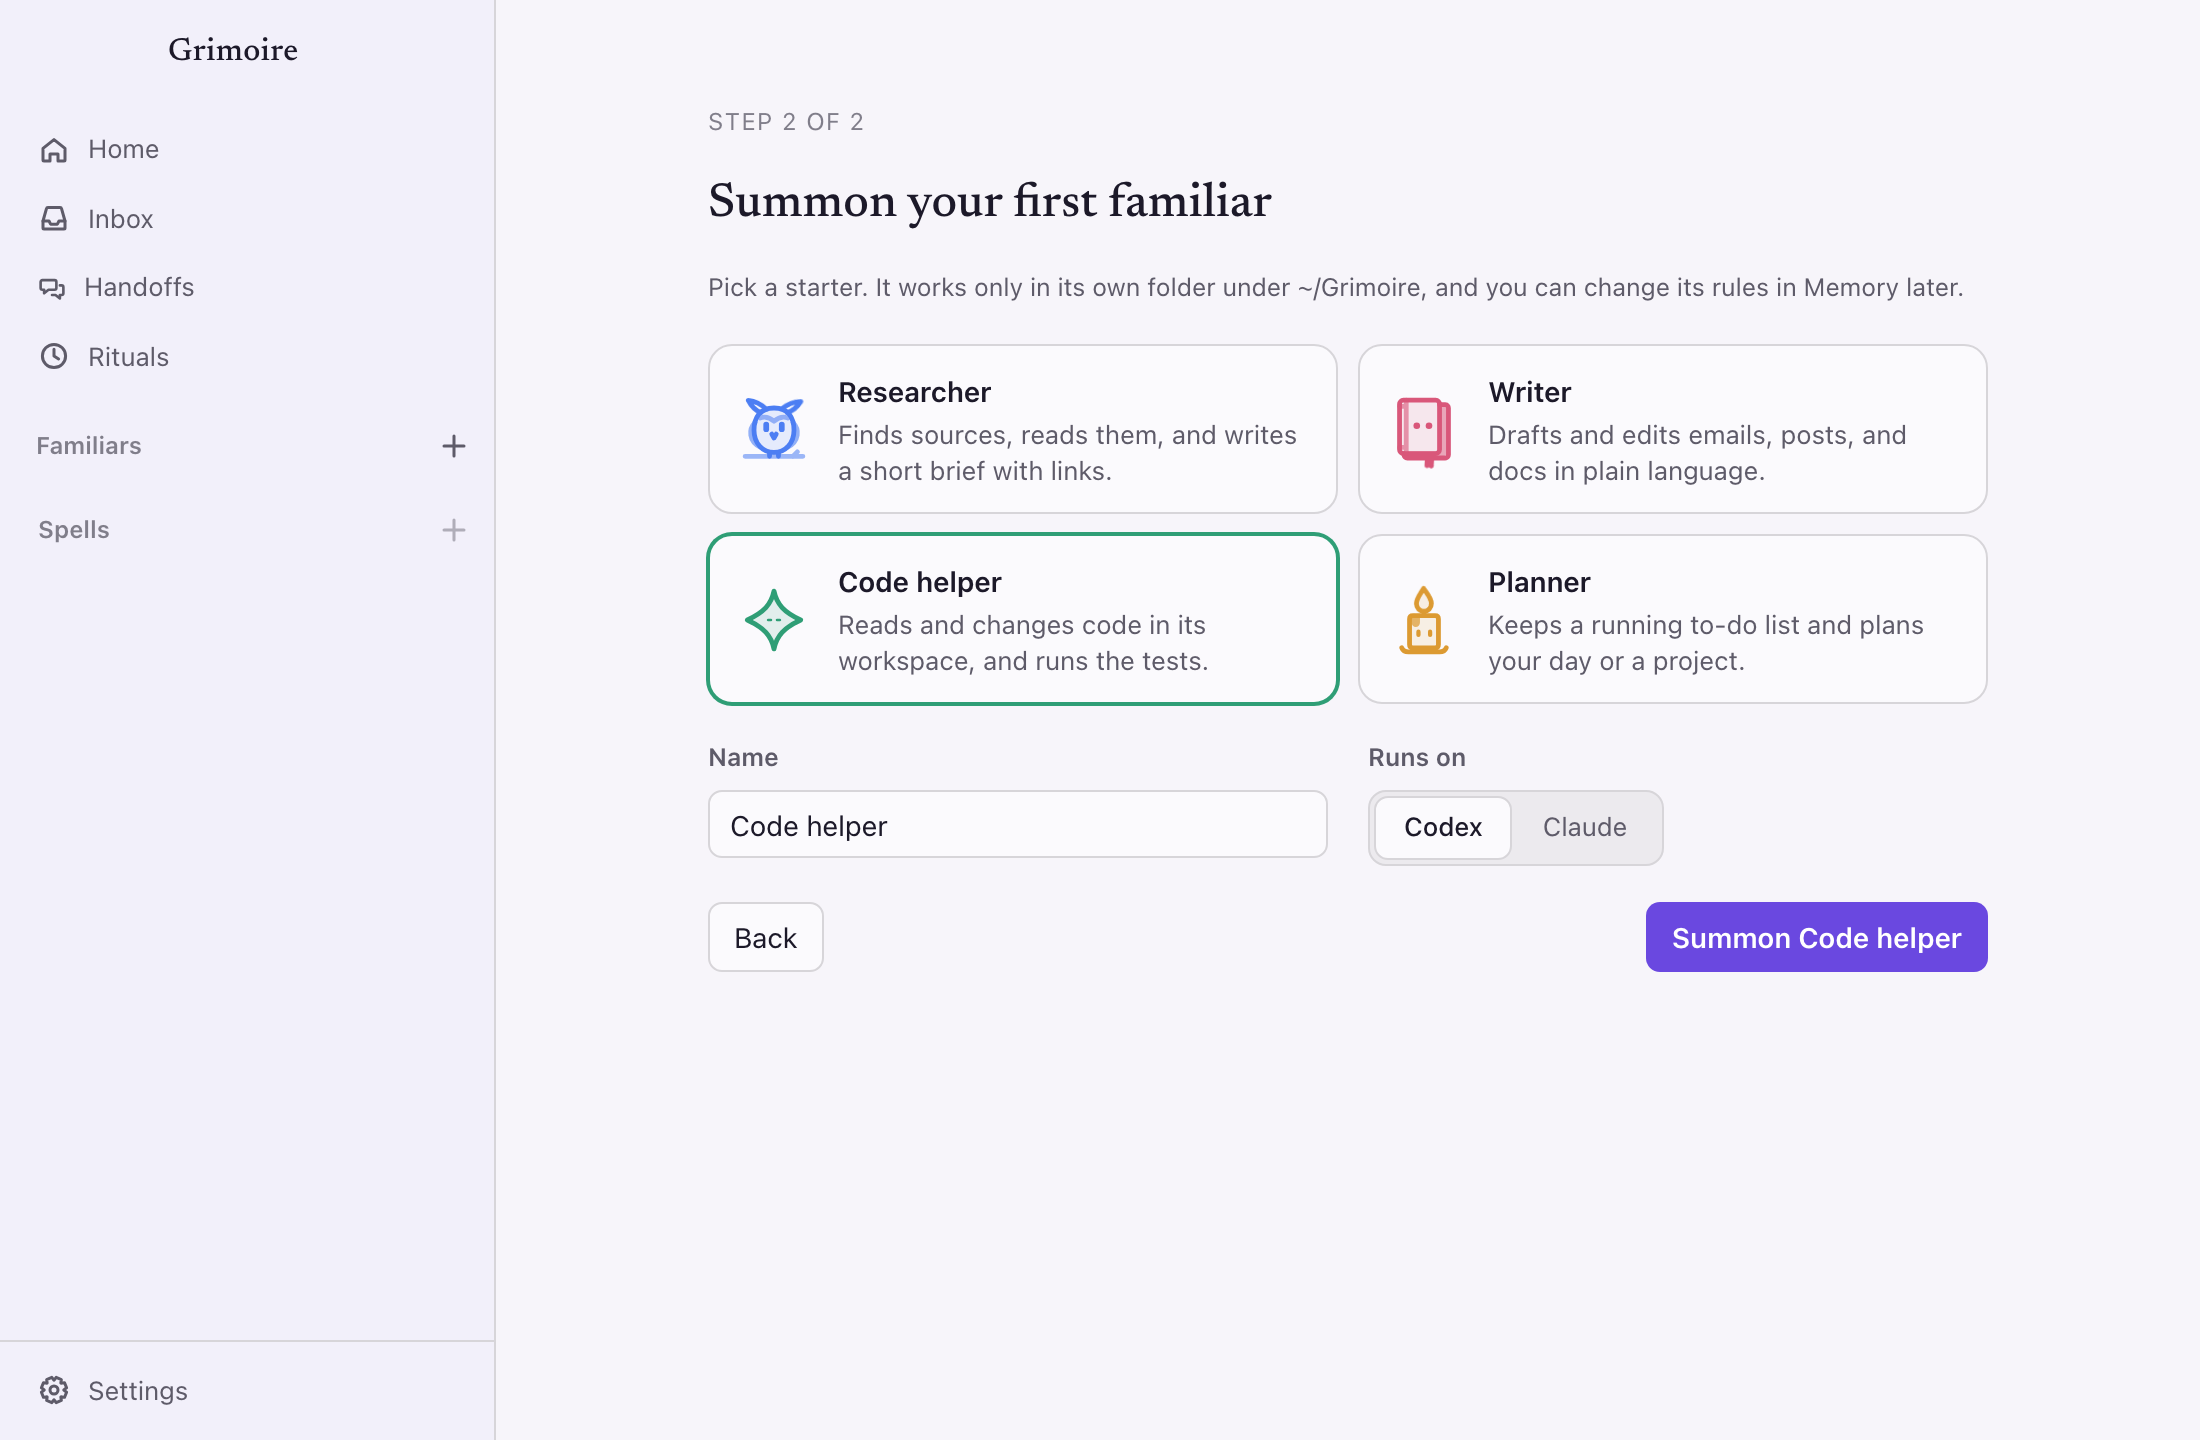 Grimoire
Home
Inbox
Handoffs
Rituals
Familiars
Spells
Settings
STEP 2 OF 2
Summon your first familiar
Pick a starter. It works only in its own folder under ~/Grimoire, and you can change its rules in Memory later.
Researcher
Finds sources, reads them, and writes
a short brief with links.
Writer
Drafts and edits emails, posts, and
docs in plain language.
Code helper
Reads and changes code in its
workspace, and runs the tests.
Planner
Keeps a running to-do list and plans
your day or a project.
Name
Code helper
Runs on
Codex
Claude
Back
Summon Code helper